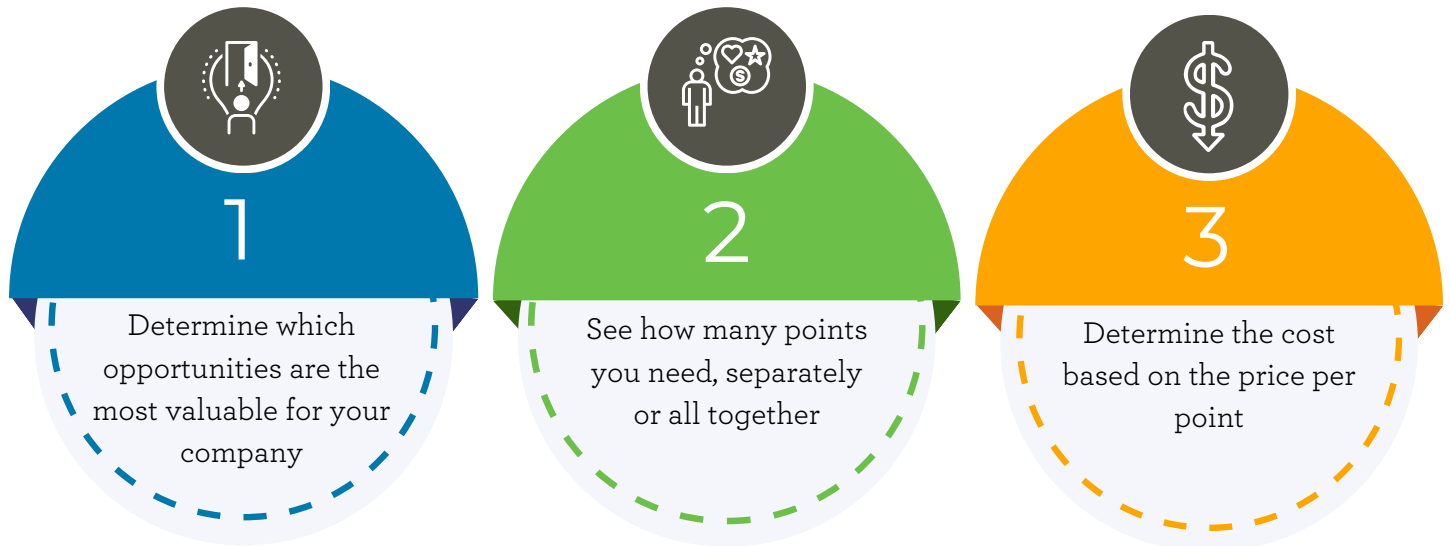 1
Determine which
opportunities are the
most valuable for your
company
2
See how many points
you need, separately
or all together
3
Determine the cost
based on the price per
point